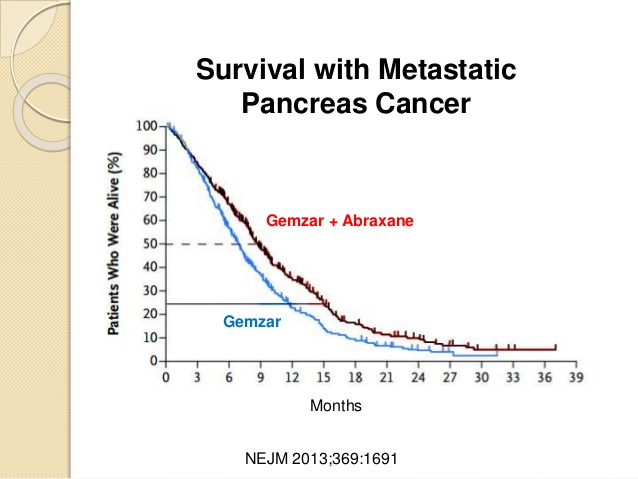 Survival with Metastatic
Pancreas Cancer
Patients Who Were Alive (%)
100
90
80
70
60
50
40
30
20
10
0
Gemzar + Abraxane
Gemzar
0 3 6 9 12 15 18 21 24 27 30 33 36 39
Months
NEJM 2013;369:1691